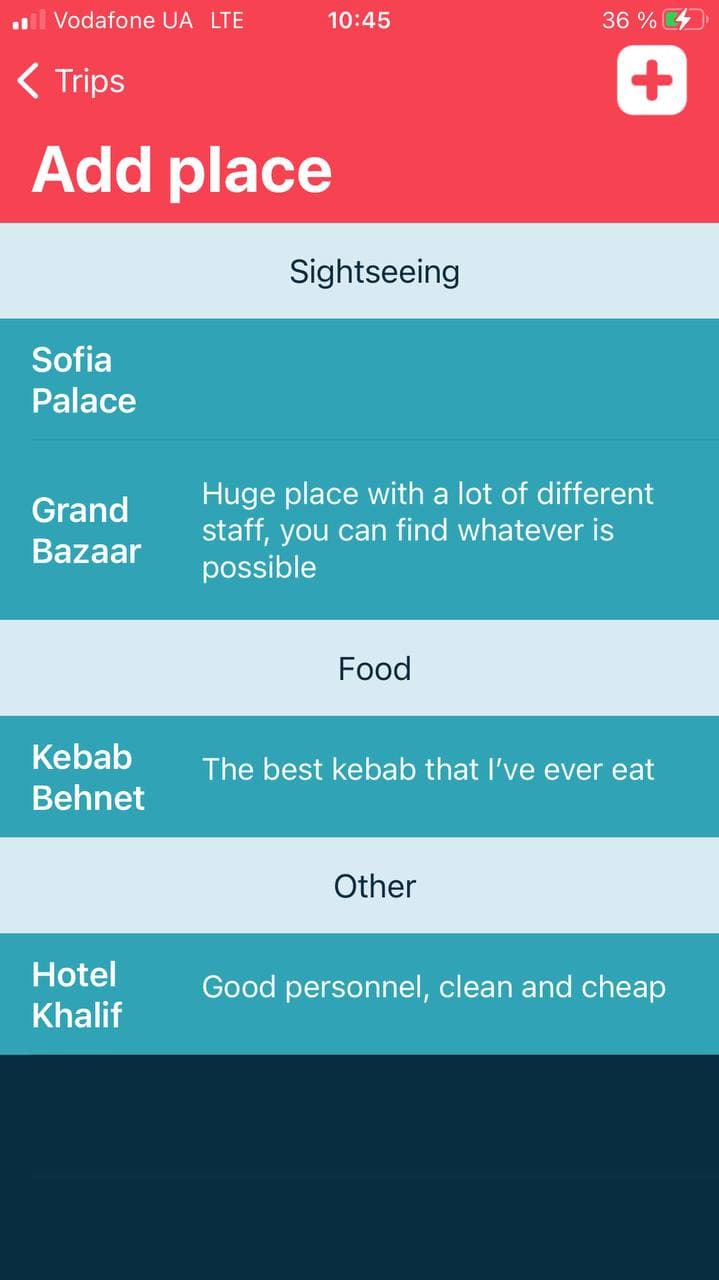 Vodafone UA LTE 10:45 36 %
Trips
Add place
Sightseeing
Sofia
Palace
Grand
Bazaar
Huge place with a lot of different
staff, you can find whatever is
possible
Food
Kebab
Behnet
The best kebab that I’ve ever eat
Other
Hotel
Khalif
Good personnel, clean and cheap